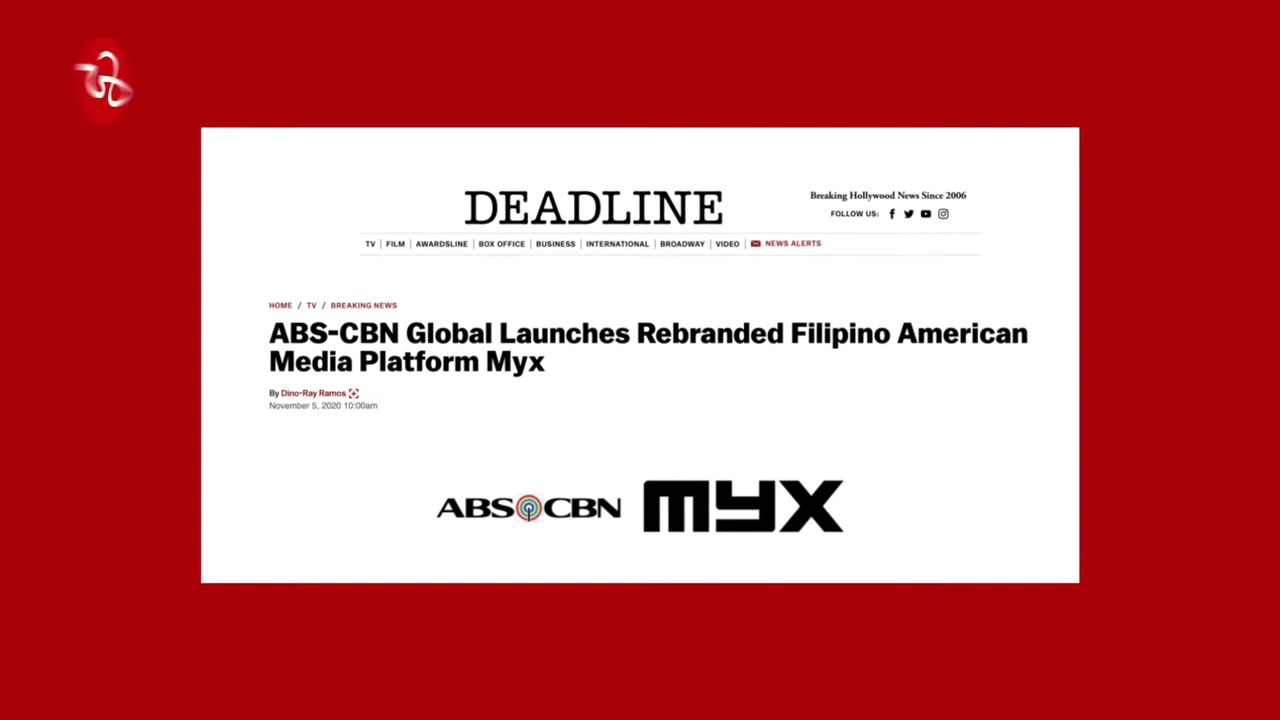 DEADLINE
Breaking Hollywood News Since 2006
FOLLOW US:
TV | FILM | AWARDSLINE | BOX OFFICE | BUSINESS | INTERNATIONAL | BROADWAY | VIDEO | NEWS ALERTS
HOME / TV / BREAKING NEWS
ABS-CBN Global Launches Rebranded Filipino American
Media Platform Myx
By Dino-Ray Ramos
November 5, 2020 10:00am
ABS CBN myx